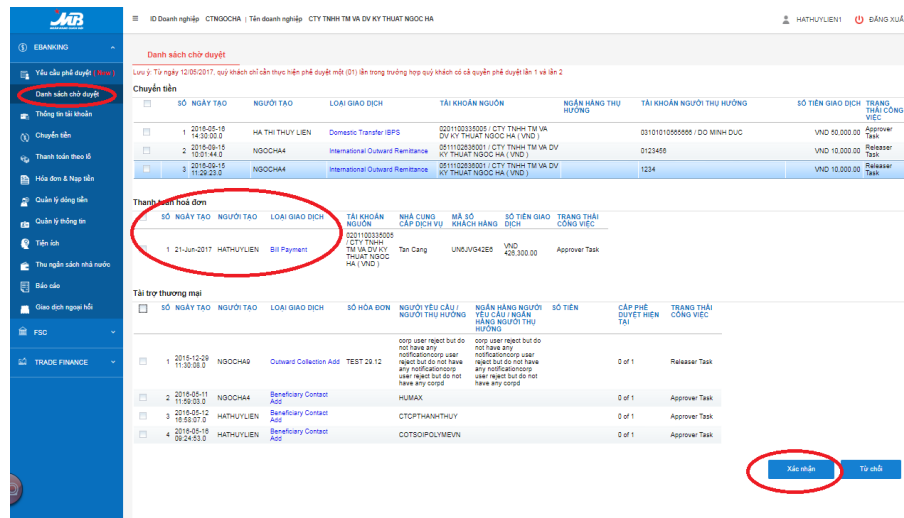 MB
≡ ID Doanh nghiệp CTNGOCHA | Tên doanh nghiệp CTY TNHH TM VA DV KY THUAT NGOC HA
HATHUYLIEN1
ĐĂNG XUẤ
EBANKING
Yêu cầu phê duyệt ( New )
Danh sách chờ duyệt
Thông tin tài khoản
Chuyển tiền
Thanh toán theo lô
Hóa đơn & Nạp tiền
Quản lý dòng tiền
Quản lý thông tin
Tiện ích
Thu ngân sách nhà nước
Báo cáo
Giao dịch ngoại hối
FSC
TRADE FINANCE
Danh sách chờ duyệt
Lưu ý: Từ ngày 12/05/2017, quý khách chỉ cần thực hiện phê duyệt một (01) lần trong trường hợp quý khách có cả quyền phê duyệt lần 1 và lần 2
Chuyển tiền
SỐ NGÀY TẠO NGƯỜI TẠO LOẠI GIAO DỊCH TÀI KHOẢN NGUỒN NGÂN HÀNG THỤ HƯỞNG TÀI KHOẢN NGƯỜI THỤ HƯỞNG SỐ TIỀN GIAO DỊCH TRẠNG THÁI CÔNG VIỆC
1 2016-05-16 14:30:00.0 HA THI THUY LIEN Domestic Transfer IBPS 0201100335005 / CTY TNHH TM VA DV KY THUAT NGOC HA ( VND ) 03101010565666 / DO MINH DUC VND 50,000.00 Approver Task
2 2016-09-15 10:01:44.0 NGOCHA4 International Outward Remittance 0511102636001 / CTY TNHH TM VA DV KY THUAT NGOC HA ( VND ) 0123456 VND 10,000.00 Releaser Task
3 2016-09-15 11:29:23.0 NGOCHA4 International Outward Remittance 0511102636001 / CTY TNHH TM VA DV KY THUAT NGOC HA ( VND ) 1234 VND 10,000.00 Releaser Task
Thanh toán hoá đơn
SỐ NGÀY TẠO NGƯỜI TẠO LOẠI GIAO DỊCH TÀI KHOẢN NGUỒN NHÀ CUNG CẤP DỊCH VỤ MÃ SỐ KHÁCH HÀNG SỐ TIỀN GIAO DỊCH TRẠNG THÁI CÔNG VIỆC
1 21-Jun-2017 HATHUYLIEN Bill Payment 0201100335005 / CTY TNHH TM VA DV KY THUAT NGOC HA ( VND ) Tan Cang UN6JVG42E6 VND 426,300.00 Approver Task
Tài trợ thương mại
SỐ NGÀY TẠO NGƯỜI TẠO LOẠI GIAO DỊCH SỐ HÓA ĐƠN NGƯỜI YÊU CẦU / NGƯỜI THỤ HƯỞNG NGÂN HÀNG NGƯỜI YÊU CẦU / NGÂN HÀNG NGƯỜI THỤ HƯỞNG SỐ TIỀN CẤP PHÊ DUYỆT HIỆN TẠI TRẠNG THÁI CÔNG VIỆC
1 2015-12-29 11:30:08.0 NGOCHA9 Outward Collection Add TEST 29.12 corp user reject but do not have any notificationcorp user reject but do not have any notificationcorp user reject but do not have any corpd corp user reject but do not have any notificationcorp user reject but do not have any notificationcorp user reject but do not have any corpd 0 of 1 Releaser Task
2 2016-05-11 11:59:03.0 NGOCHA4 Beneficiary Contact Add HUMAX 0 of 1 Approver Task
3 2016-05-12 16:58:07.0 HATHUYLIEN Beneficiary Contact Add CTCPTHANHTHUY 0 of 1 Approver Task
4 2016-05-16 09:24:53.0 HATHUYLIEN Beneficiary Contact Add COTSOIPOLYMEVN 0 of 1 Approver Task
Xác nhận
Từ chối